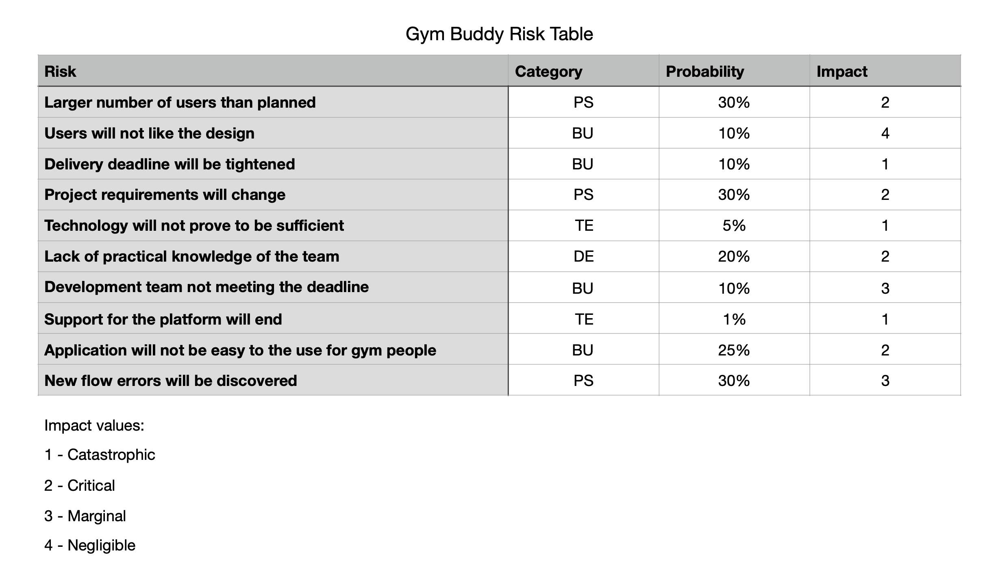 Gym Buddy Risk Table
Risk Category Probability Impact
Larger number of users than planned PS 30% 2
Users will not like the design BU 10% 4
Delivery deadline will be tightened BU 10% 1
Project requirements will change PS 30% 2
Technology will not prove to be sufficient TE 5% 1
Lack of practical knowledge of the team DE 20% 2
Development team not meeting the deadline BU 10% 3
Support for the platform will end TE 1% 1
Application will not be easy to the use for gym people BU 25% 2
New flow errors will be discovered PS 30% 3
Impact values:
1 - Catastrophic
2 - Critical
3 - Marginal
4 - Negligible